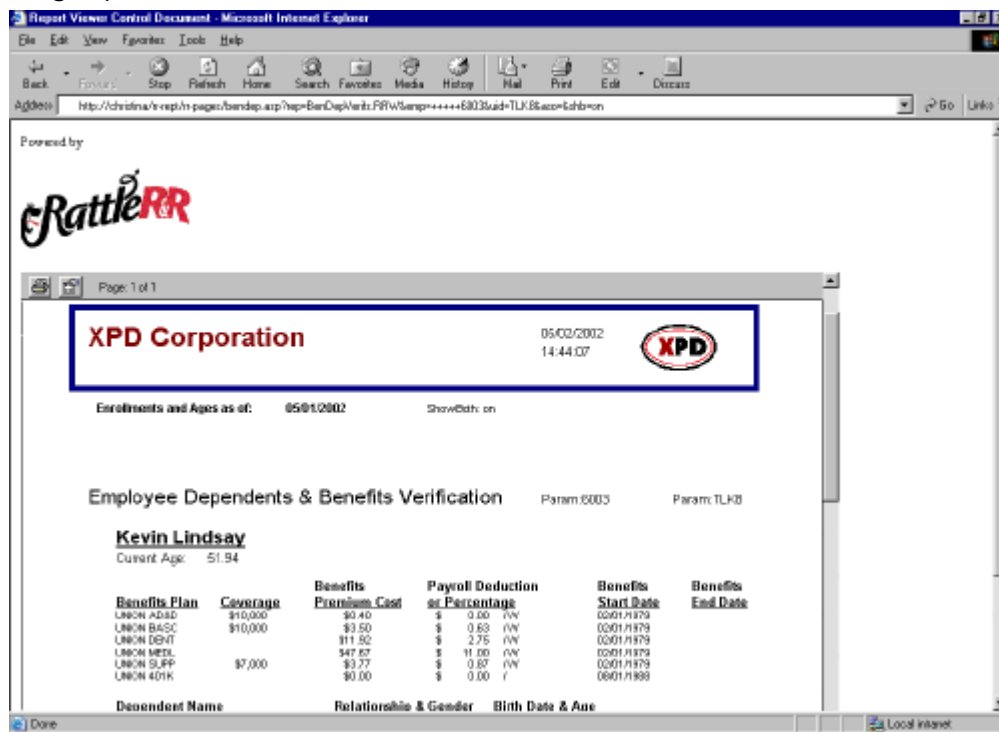 Report Viewer Control Document - Microsoft Internet Explorer
File Edit View Favorites Tools Help
Back Forward Stop Refresh Home Search Favorites Media History Mail Print Edit Discuss
Address Go Links
Powered by
eRattle R&R
Page: 1 of 1
XPD Corporation
05/02/2002
14:44:07
XPD
Enrollments and Ages as of: 05/01/2002 ShowBoth: on
Employee Dependents & Benefits Verification Param:6003 Param:TLK8
Kevin Lindsay
Current Age: 51.94
Benefits Payroll Deduction Benefits Benefits
Benefits Plan Coverage Premium Cost or Percentage Start Date End Date
UNION AD&D $10,000 $0.40 $ 0.00 /W 02/01/1979
UNION BASC $10,000 $3.50 $ 0.63 /W 02/01/1979
UNION DENT $11.92 $ 2.75 /W 02/01/1979
UNION MEDL $47.67 $ 11.00 /W 02/01/1979
UNION SUPP $7,000 $3.77 $ 0.87 /W 02/01/1979
UNION 401K $0.00 $ 0.00 / 08/01/1988
Dependent Name Relationship & Gender Birth Date & Age
Done Local intranet